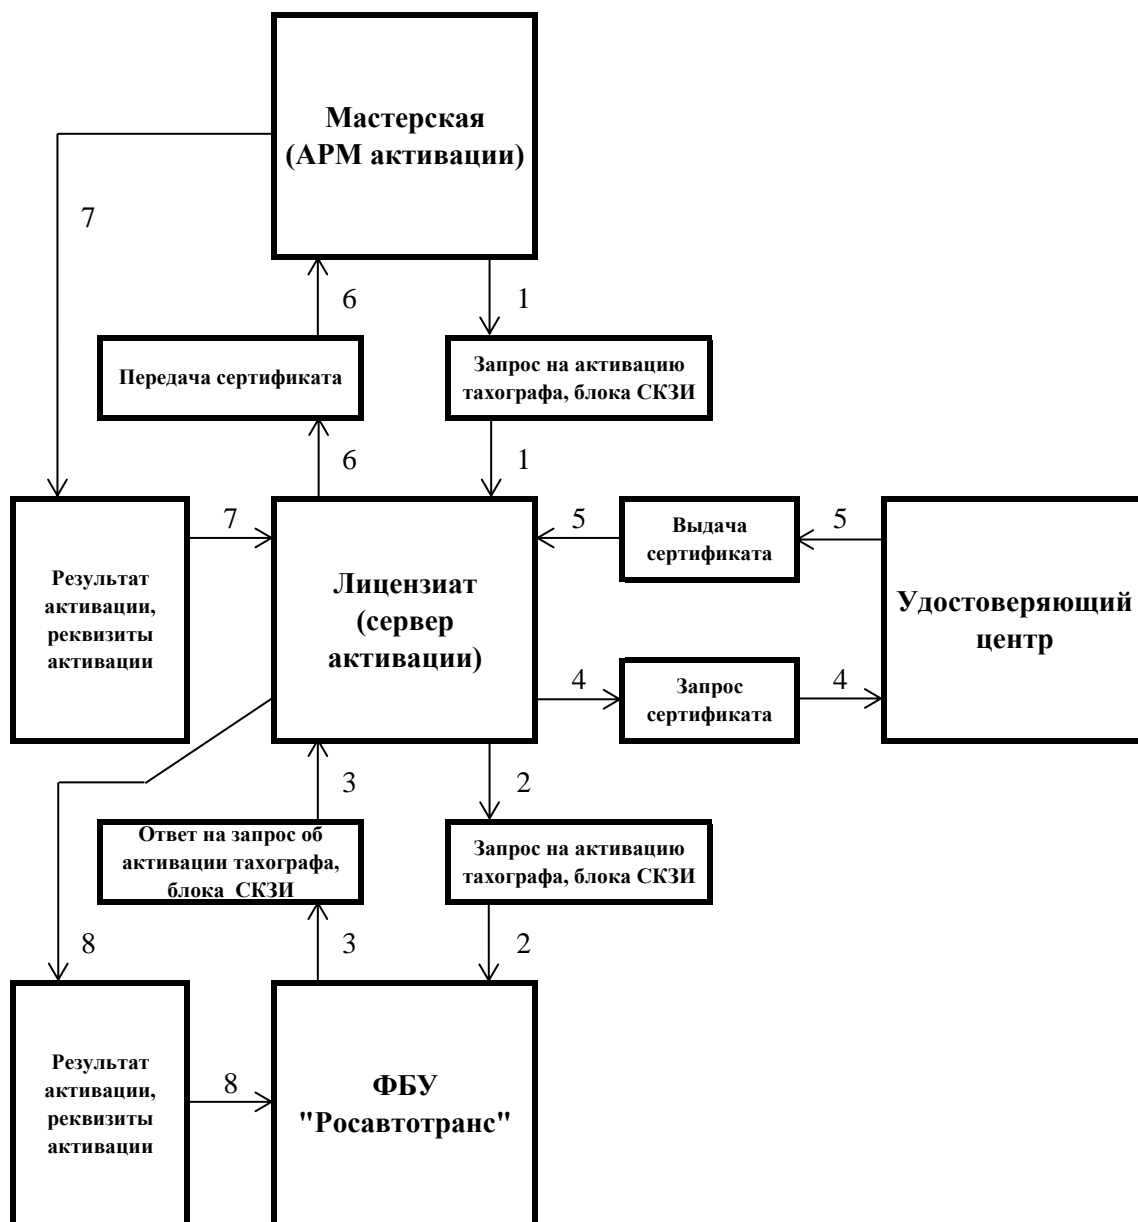 Мастерская
(АРМ активации)
7
6
1
Передача сертификата
Запрос на активацию
тахографа, блока СКЗИ
6
1
7
5
5
Выдача
сертификата
Результат
активации,
реквизиты
активации
Лицензиат
(сервер
активации)
Удостоверяющий
центр
4
4
Запрос
сертификата
3
2
Ответ на запрос об
активации тахографа,
блока СКЗИ
Запрос на активацию
тахографа, блока СКЗИ
8
3
2
Результат
активации,
реквизиты
активации
8
ФБУ
"Росавтотранс"